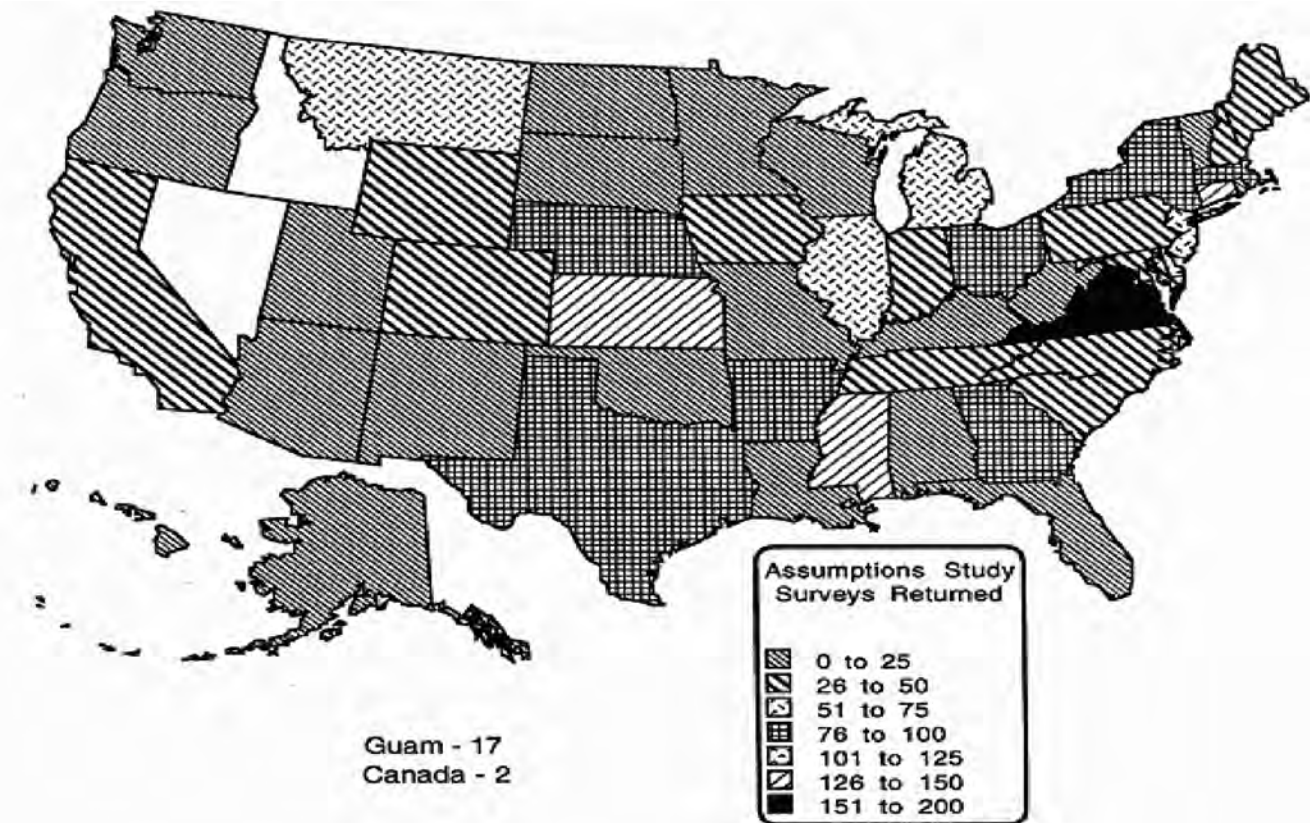 Assumptions Study
Surveys Returned
0 to 25
26 to 50
51 to 75
76 to 100
101 to 125
126 to 150
151 to 200
Guam - 17
Canada - 2